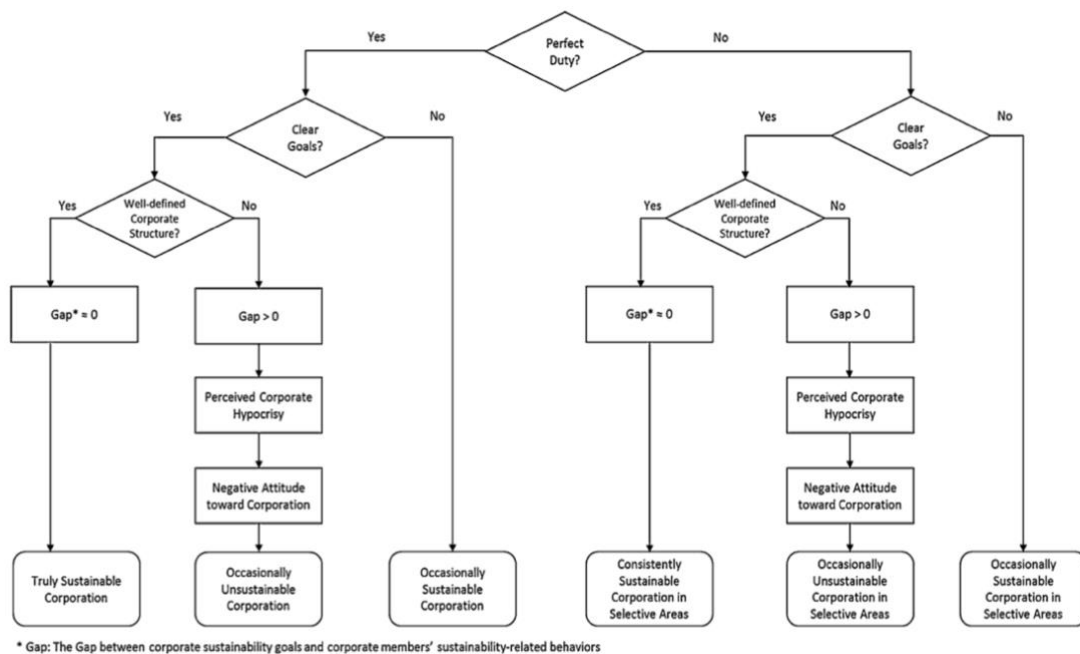 Yes
Perfect
Duty?
No
Yes
Clear
Goals?
No
Yes
Clear
Goals?
No
Yes
Well-defined
Corporate
Structure?
No
Yes
Well-defined
Corporate
Structure?
No
Gap* = 0
Gap > 0
Gap* = 0
Gap > 0
Perceived Corporate
Hypocrisy
Perceived Corporate
Hypocrisy
Negative Attitude
toward Corporation
Negative Attitude
toward Corporation
Truly Sustainable
Corporation
Occasionally
Unsustainable
Corporation
Occasionally
Sustainable
Corporation
Consistently
Sustainable
Corporation in
Selective Areas
Occasionally
Unsustainable
Corporation in
Selective Areas
Occasionally
Sustainable
Corporation in
Selective Areas
* Gap: The Gap between corporate sustainability goals and corporate members' sustainability-related behaviors